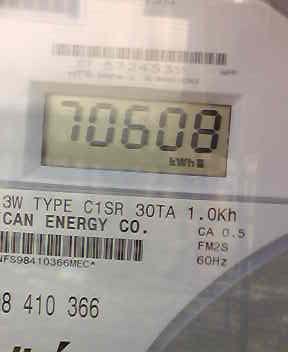 70608
kWh
3W TYPE C1SR 30TA 1.0Kh
CAN ENERGY CO.
CA 0.5
FM2S
60Hz
NFS98410366MEC*
8 410 366